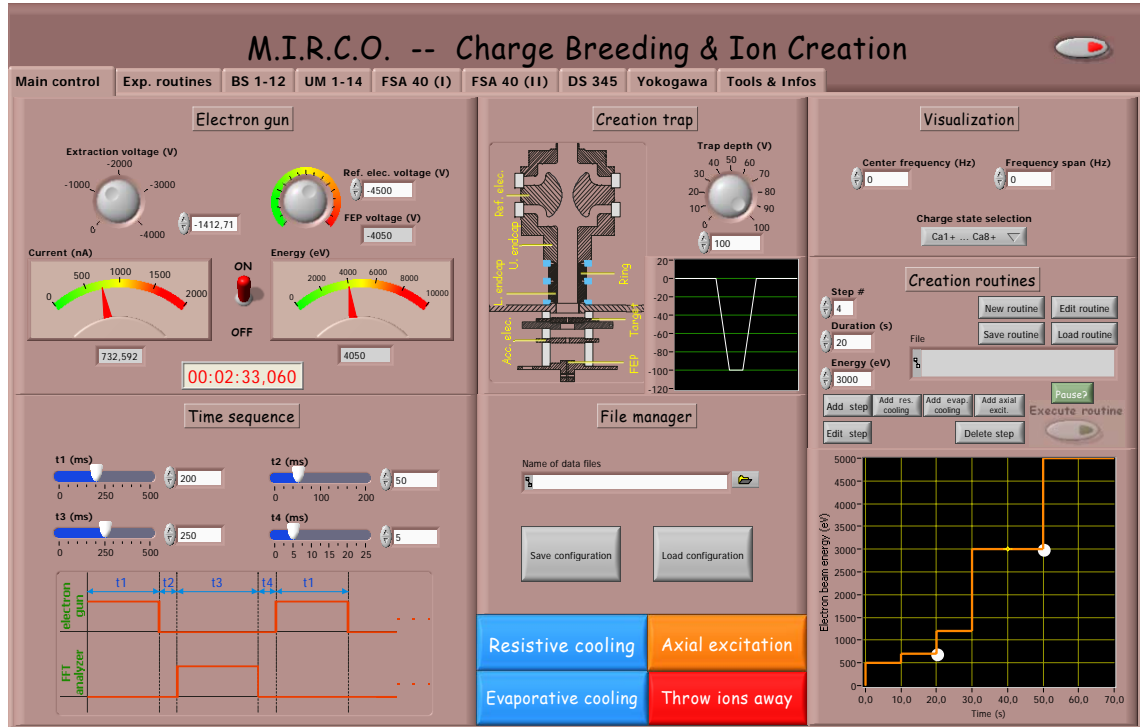 M.I.R.C.O. -- Charge Breeding & Ion Creation
Main control Exp. routines BS 1-12 UM 1-14 FSA 40 (I) FSA 40 (II) DS 345 Yokogawa Tools & Infos
Electron gun
Extraction voltage (V)
-2000
-1000 -3000
0 -4000
-1412,71
Ref. elec. voltage (V)
-4500
FEP voltage (V)
-4050
Current (nA)
0 500 1000 1500 2000
732,592
ON
OFF
Energy (eV)
0 2000 4000 6000 8000 10000
4050
00:02:33,060
Time sequence
t1 (ms)
0 250 500
200
t2 (ms)
0 100 200
50
t3 (ms)
0 250 500
250
t4 (ms)
0 5 10 15 20 25
5
t1 t2 t3 t4 t1
electron
gun
FFT
analyzer
Creation trap
Ref. elec.
U. endcap
L. endcap
Ring
Acc. elec.
Target
FEP
Trap depth (V)
0 10 20 30 40 50 60 70 80 90 100
100
20
0
-20
-40
-60
-80
-100
-120
File manager
Name of data files
Save configuration
Load configuration
Resistive cooling
Axial excitation
Evaporative cooling
Throw ions away
Visualization
Center frequency (Hz)
0
Frequency span (Hz)
0
Charge state selection
Ca1+ ... Ca8+
Creation routines
Step #
4
Duration (s)
20
Energy (eV)
3000
New routine
Edit routine
Save routine
Load routine
File
Add step
Add res.
cooling
Add evap.
cooling
Add axial
excit.
Pause?
Execute routine
Edit step
Delete step
Electron beam energy (eV)
5000
4500
4000
3500
3000
2500
2000
1500
1000
500
0
0,0 10,0 20,0 30,0 40,0 50,0 60,0 70,0
Time (s)